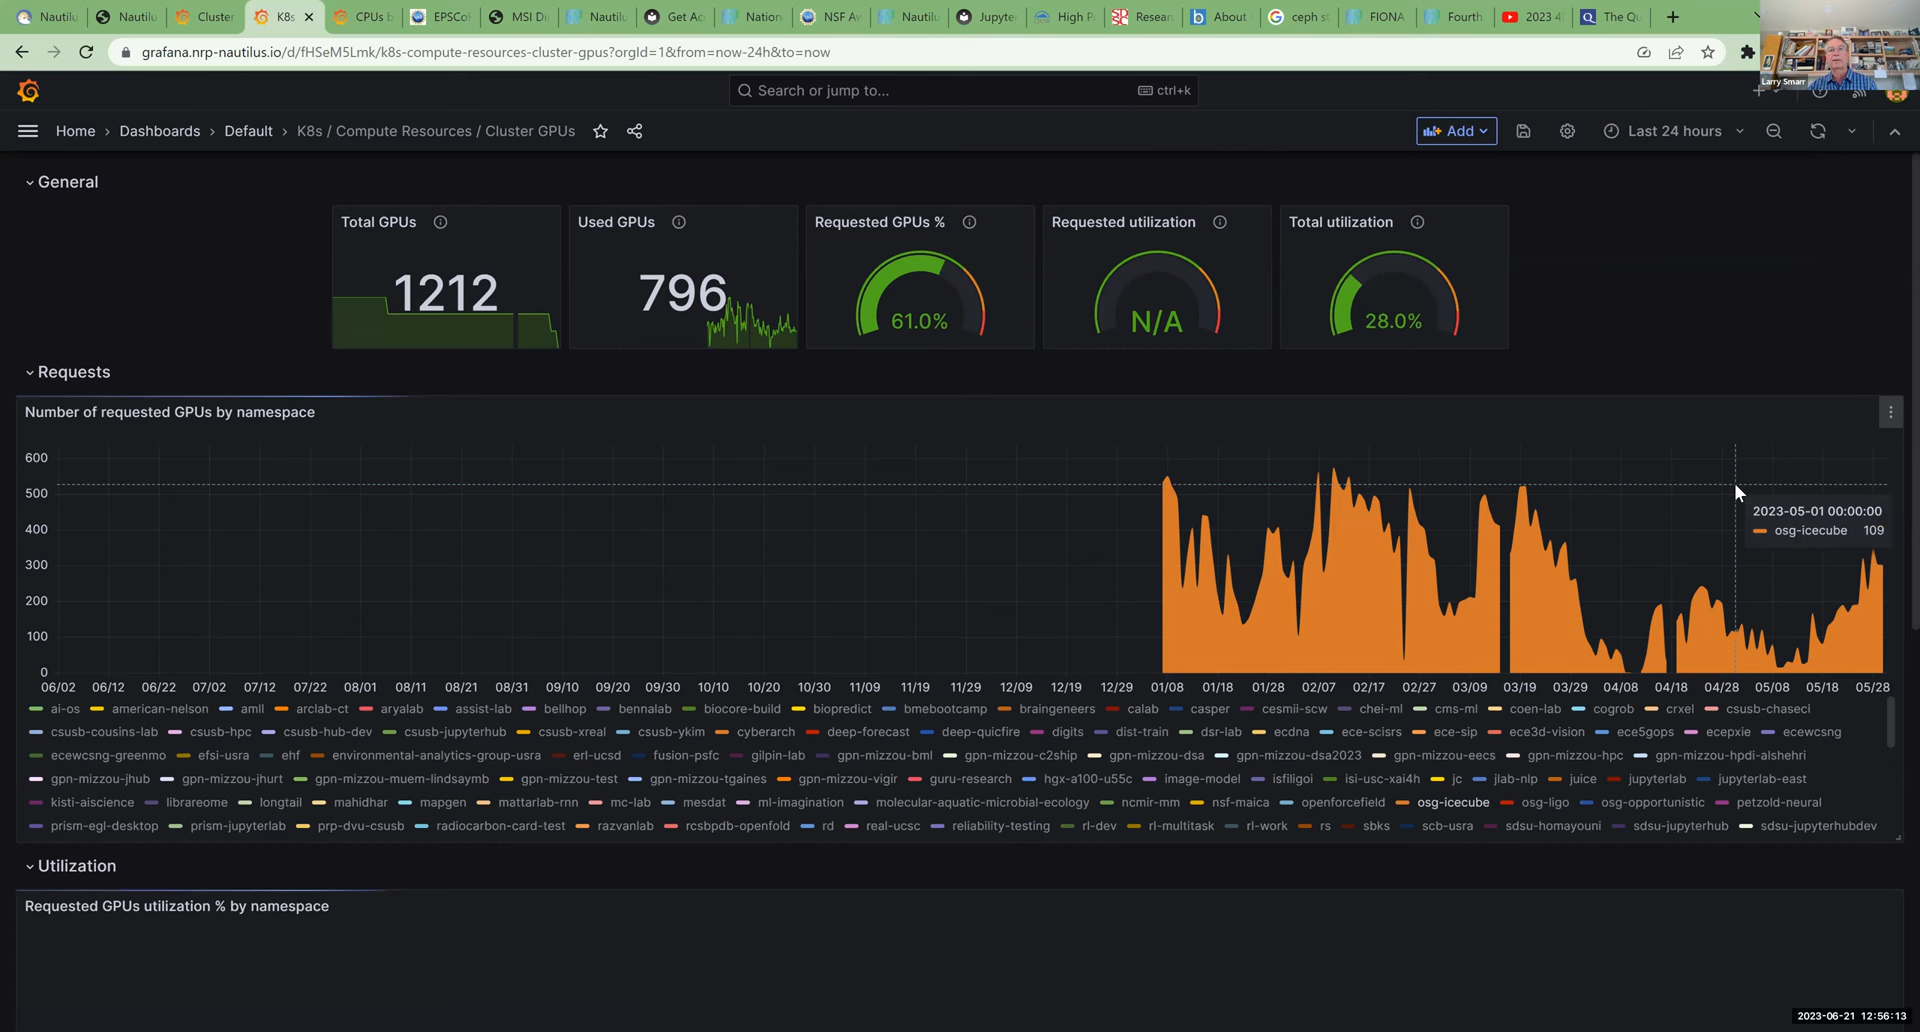 Nautilu
Nautilu
Cluster
K8s
CPUs b
EPSCoF
MSI Di
Nautilu
Get Ac
Nation
NSF Aw
Nautilu
Jupyte
High P
Resear
About
ceph s
FIONA
Fourth
2023 4
The Qu
grafana.nrp-nautilus.io/d/fHSeM5Lmk/k8s-compute-resources-cluster-gpus?orgId=1&from=now-24h&to=now
Larry Smarr
Search or jump to...
ctrl+k
Home > Dashboards > Default > K8s / Compute Resources / Cluster GPUs
Add
Last 24 hours
General
Total GPUs
1212
Used GPUs
796
Requested GPUs %
61.0%
Requested utilization
N/A
Total utilization
28.0%
Requests
Number of requested GPUs by namespace
600
500
400
300
200
100
0
2023-05-01 00:00:00
osg-icecube 109
06/02 06/12 06/22 07/02 07/12 07/22 08/01 08/11 08/21 08/31 09/10 09/20 09/30 10/10 10/20 10/30 11/09 11/19 11/29 12/09 12/19 12/29 01/08 01/18 01/28 02/07 02/17 02/27 03/09 03/19 03/29 04/08 04/18 04/28 05/08 05/18 05/28
ai-os american-nelson amll arclab-ct aryalab assist-lab bellhop bennalab biocore-build biopredict bmebootcamp braingeneers calab casper cesmii-scw chei-ml cms-ml coen-lab cogrob crxel csusb-chaseci
csusb-cousins-lab csusb-hpc csusb-hub-dev csusb-jupyterhub csusb-xreal csusb-ykim cyberarch deep-forecast deep-quicfire digits dist-train dsr-lab ecdna ece-scisrs ece-sip ece3d-vision ece5gops ecepxie ecewcsng
ecewcsng-greenmo efsi-usra ehf environmental-analytics-group-usra erl-ucsd fusion-psfc gilpin-lab gpn-mizzou-bml gpn-mizzou-c2ship gpn-mizzou-dsa gpn-mizzou-dsa2023 gpn-mizzou-eecs gpn-mizzou-hpc gpn-mizzou-hpdi-alshehri
gpn-mizzou-jhub gpn-mizzou-jhurt gpn-mizzou-muem-lindsaymb gpn-mizzou-test gpn-mizzou-tgaines gpn-mizzou-vigir guru-research hgx-a100-u55c image-model isfiligoi isi-usc-xai4h jc jlab-nlp juice jupyterlab jupyterlab-east
kisti-aiscience librareome longtail mahidhar mapgen mattarlab-rnn mc-lab mesdat ml-imagination molecular-aquatic-microbial-ecology ncmir-mm nsf-maica openforcefield osg-icecube osg-ligo osg-opportunistic petzold-neural
prism-egl-desktop prism-jupyterlab prp-dvu-csusb radiocarbon-card-test razvanlab rcsbpdb-openfold rd real-ucsc reliability-testing rl-dev rl-multitask rl-work rs sbks scb-usra sdsu-homayouni sdsu-jupyterhub sdsu-jupyterhubdev
Utilization
Requested GPUs utilization % by namespace
2023-06-21 12:56:13